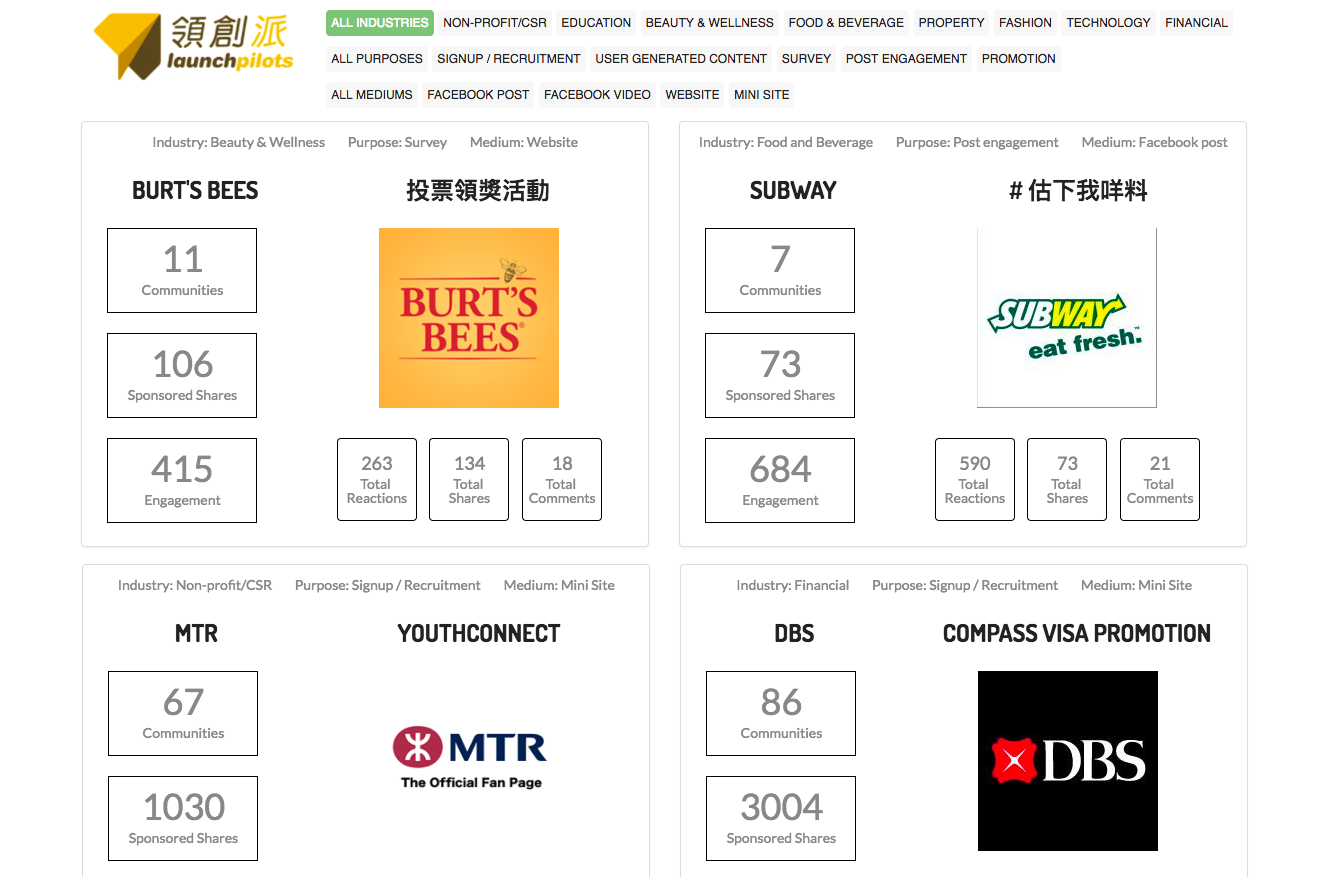 領創派
launchpilots
ALL INDUSTRIES NON-PROFIT/CSR EDUCATION BEAUTY & WELLNESS FOOD & BEVERAGE PROPERTY FASHION TECHNOLOGY FINANCIAL
ALL PURPOSES SIGNUP / RECRUITMENT USER GENERATED CONTENT SURVEY POST ENGAGEMENT PROMOTION
ALL MEDIUMS FACEBOOK POST FACEBOOK VIDEO WEBSITE MINI SITE
Industry: Beauty & Wellness Purpose: Survey Medium: Website
BURT'S BEES
投票領獎活動
11
Communities
106
Sponsored Shares
415
Engagement
BURT'S
BEES®
263
Total
Reactions
134
Total
Shares
18
Total
Comments
Industry: Food and Beverage Purpose: Post engagement Medium: Facebook post
SUBWAY
# 估下我咩料
7
Communities
73
Sponsored Shares
684
Engagement
SUBWAY
eat fresh.™
590
Total
Reactions
73
Total
Shares
21
Total
Comments
Industry: Non-profit/CSR Purpose: Signup / Recruitment Medium: Mini Site
MTR
YOUTHCONNECT
67
Communities
1030
Sponsored Shares
MTR
The Official Fan Page
Industry: Financial Purpose: Signup / Recruitment Medium: Mini Site
DBS
COMPASS VISA PROMOTION
86
Communities
3004
Sponsored Shares
DBS